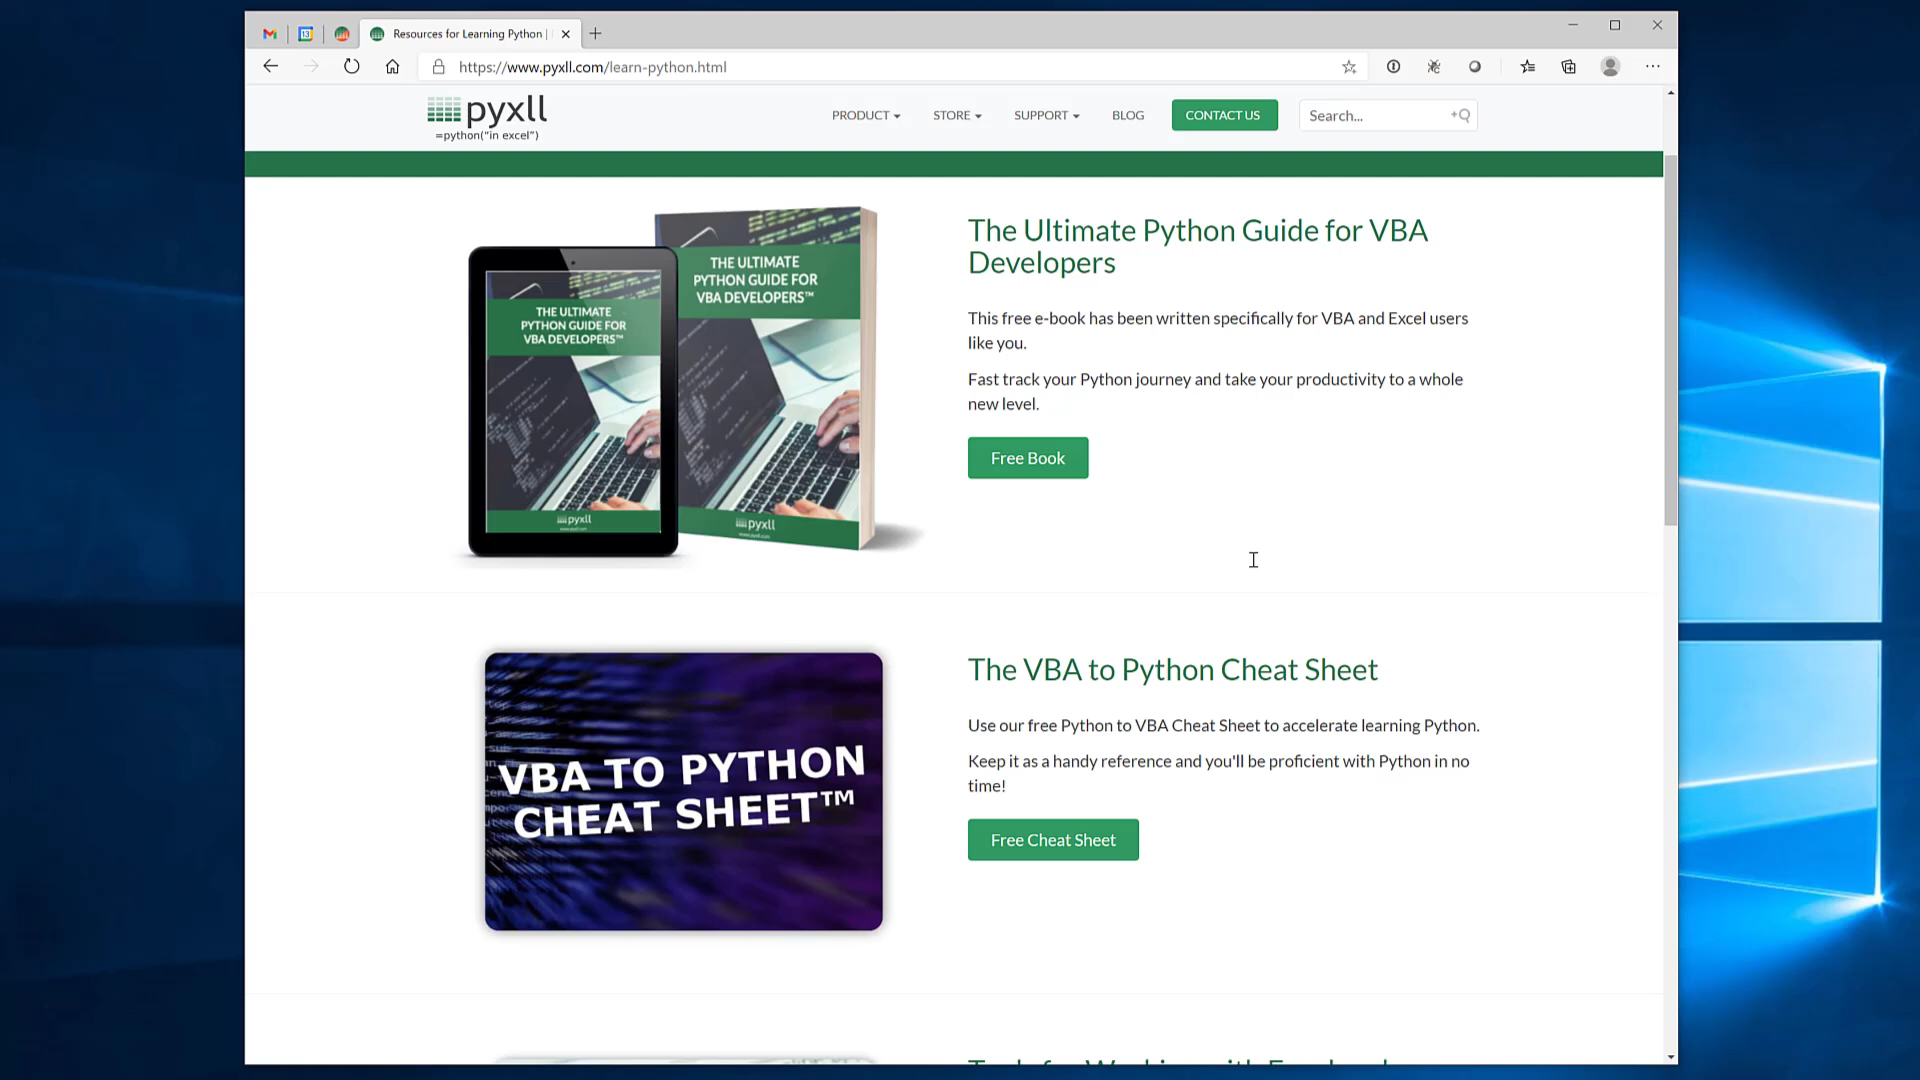 13
Resources for Learning Python |
https://www.pyxll.com/learn-python.html
pyxll
=python("in excel")
PRODUCT
STORE
SUPPORT
BLOG
CONTACT US
Search...
THE ULTIMATE
PYTHON GUIDE FOR
VBA DEVELOPERS™
pyxll
THE ULTIMATE
PYTHON GUIDE FOR
VBA DEVELOPERS™
pyxll
The Ultimate Python Guide for VBA
Developers
This free e-book has been written specifically for VBA and Excel users
like you.
Fast track your Python journey and take your productivity to a whole
new level.
Free Book
VBA TO PYTHON
CHEAT SHEET™
The VBA to Python Cheat Sheet
Use our free Python to VBA Cheat Sheet to accelerate learning Python.
Keep it as a handy reference and you'll be proficient with Python in no
time!
Free Cheat Sheet